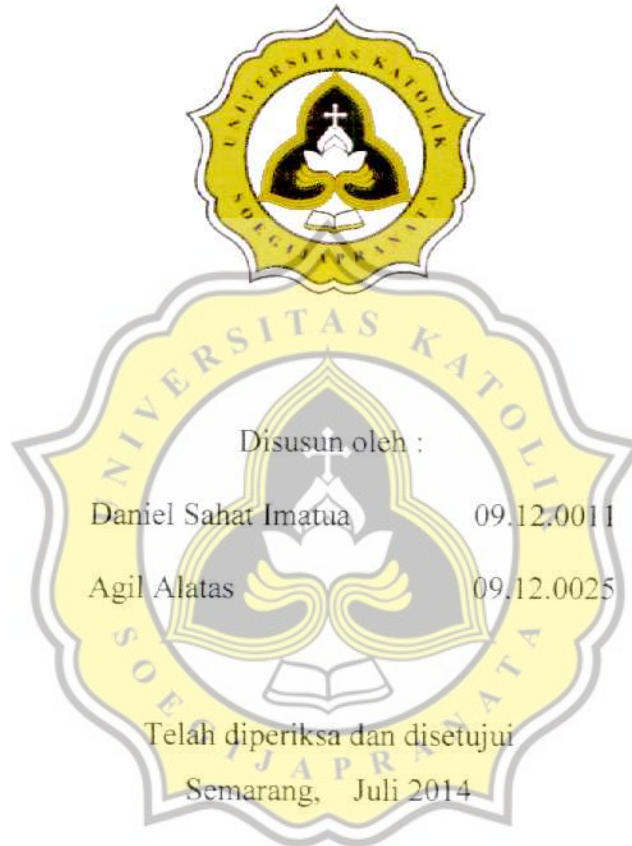 UNIVERSITAS KATOLIK
SOEGIJAPRANATA
UNIVERSITAS KATOLIK
Disusun oleh :
Daniel Sahat Imatua 09.12.0011
Agil Alatas 09.12.0025
Telah diperiksa dan disetujui
Semarang, Juli 2014
SOEGIJAPRANATA